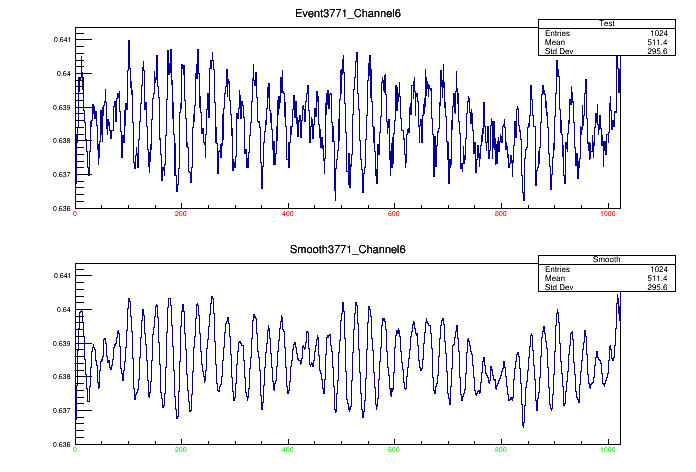 Event3771_Channel6
Test
Entries 1024
Mean 511.4
Std Dev 295.6
0.641
0.64
0.639
0.638
0.637
0.636
0 200 400 600 800 1000
Smooth3771_Channel6
Smooth
Entries 1024
Mean 511.4
Std Dev 295.6
0.641
0.64
0.639
0.638
0.637
0.636
0 200 400 600 800 1000